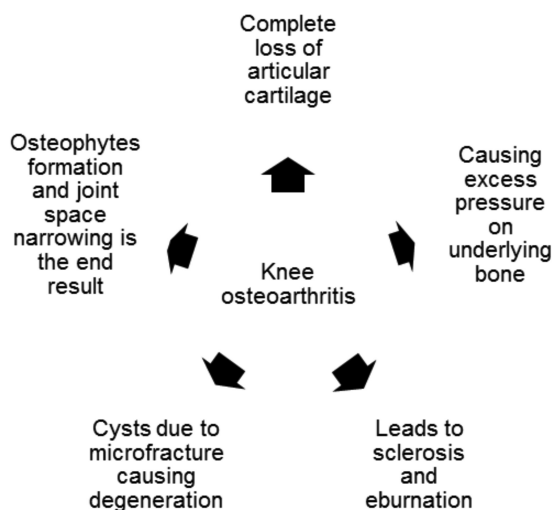 Complete
loss of
articular
cartilage
Causing
excess
pressure
on
underlying
bone
Leads to
sclerosis
and
eburnation
Cysts due to
microfracture
causing
degeneration
Osteophytes
formation
and joint
space
narrowing is
the end
result
Knee
osteoarthritis